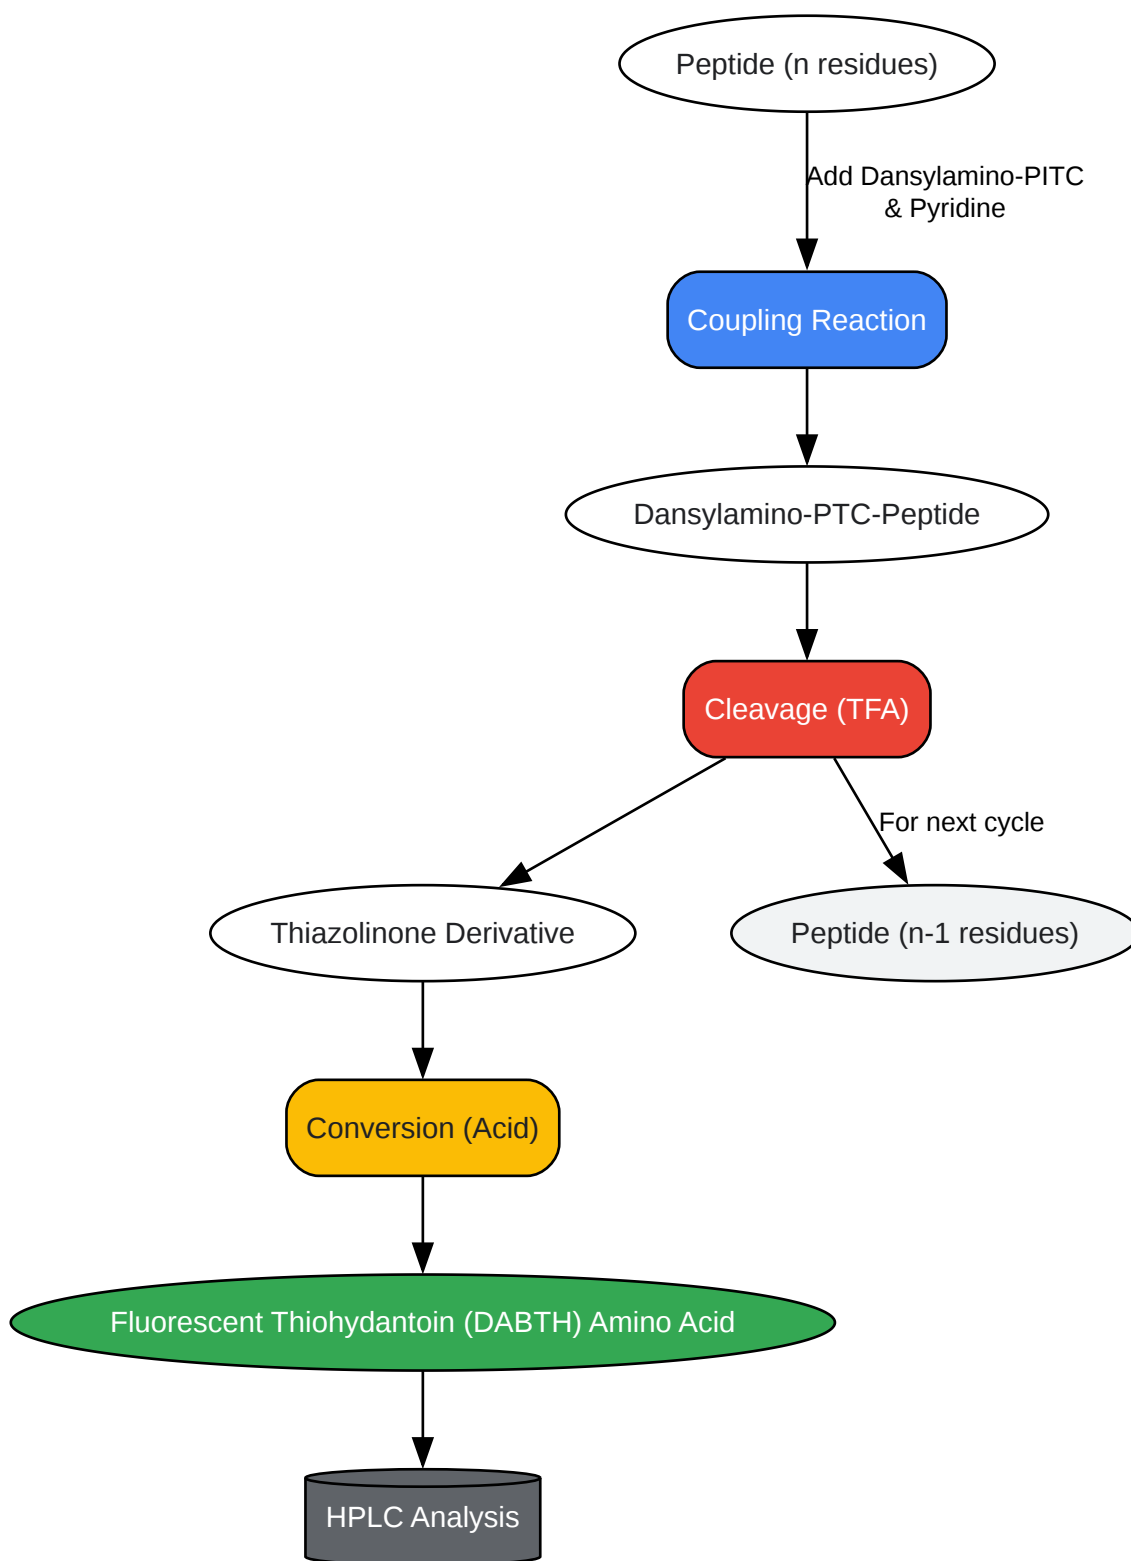 Peptide (n residues)
Add Dansylamino-PITC
& Pyridine
Coupling Reaction
Dansylamino-PTC-Peptide
Cleavage (TFA)
For next cycle
Thiazolinone Derivative
Peptide (n-1 residues)
Conversion (Acid)
Fluorescent Thiohydantoin (DABTH) Amino Acid
HPLC Analysis